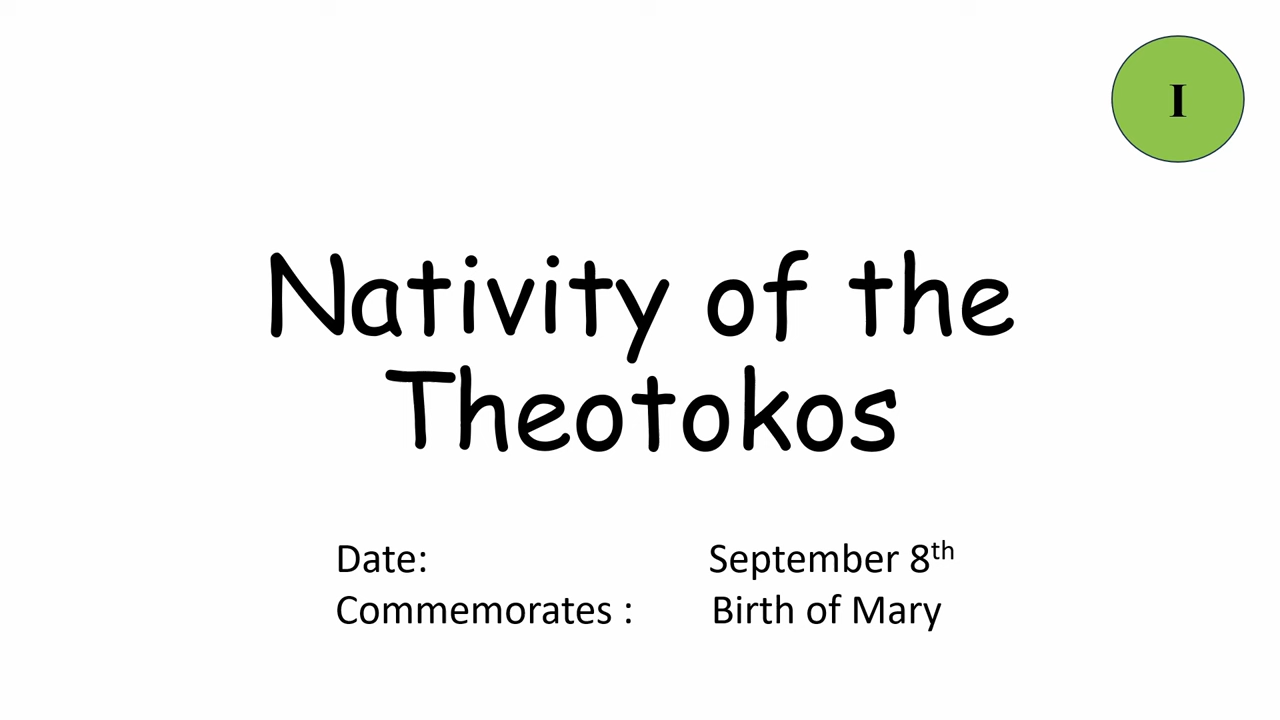 I
Nativity of the
Theotokos
Date: September 8th
Commemorates : Birth of Mary